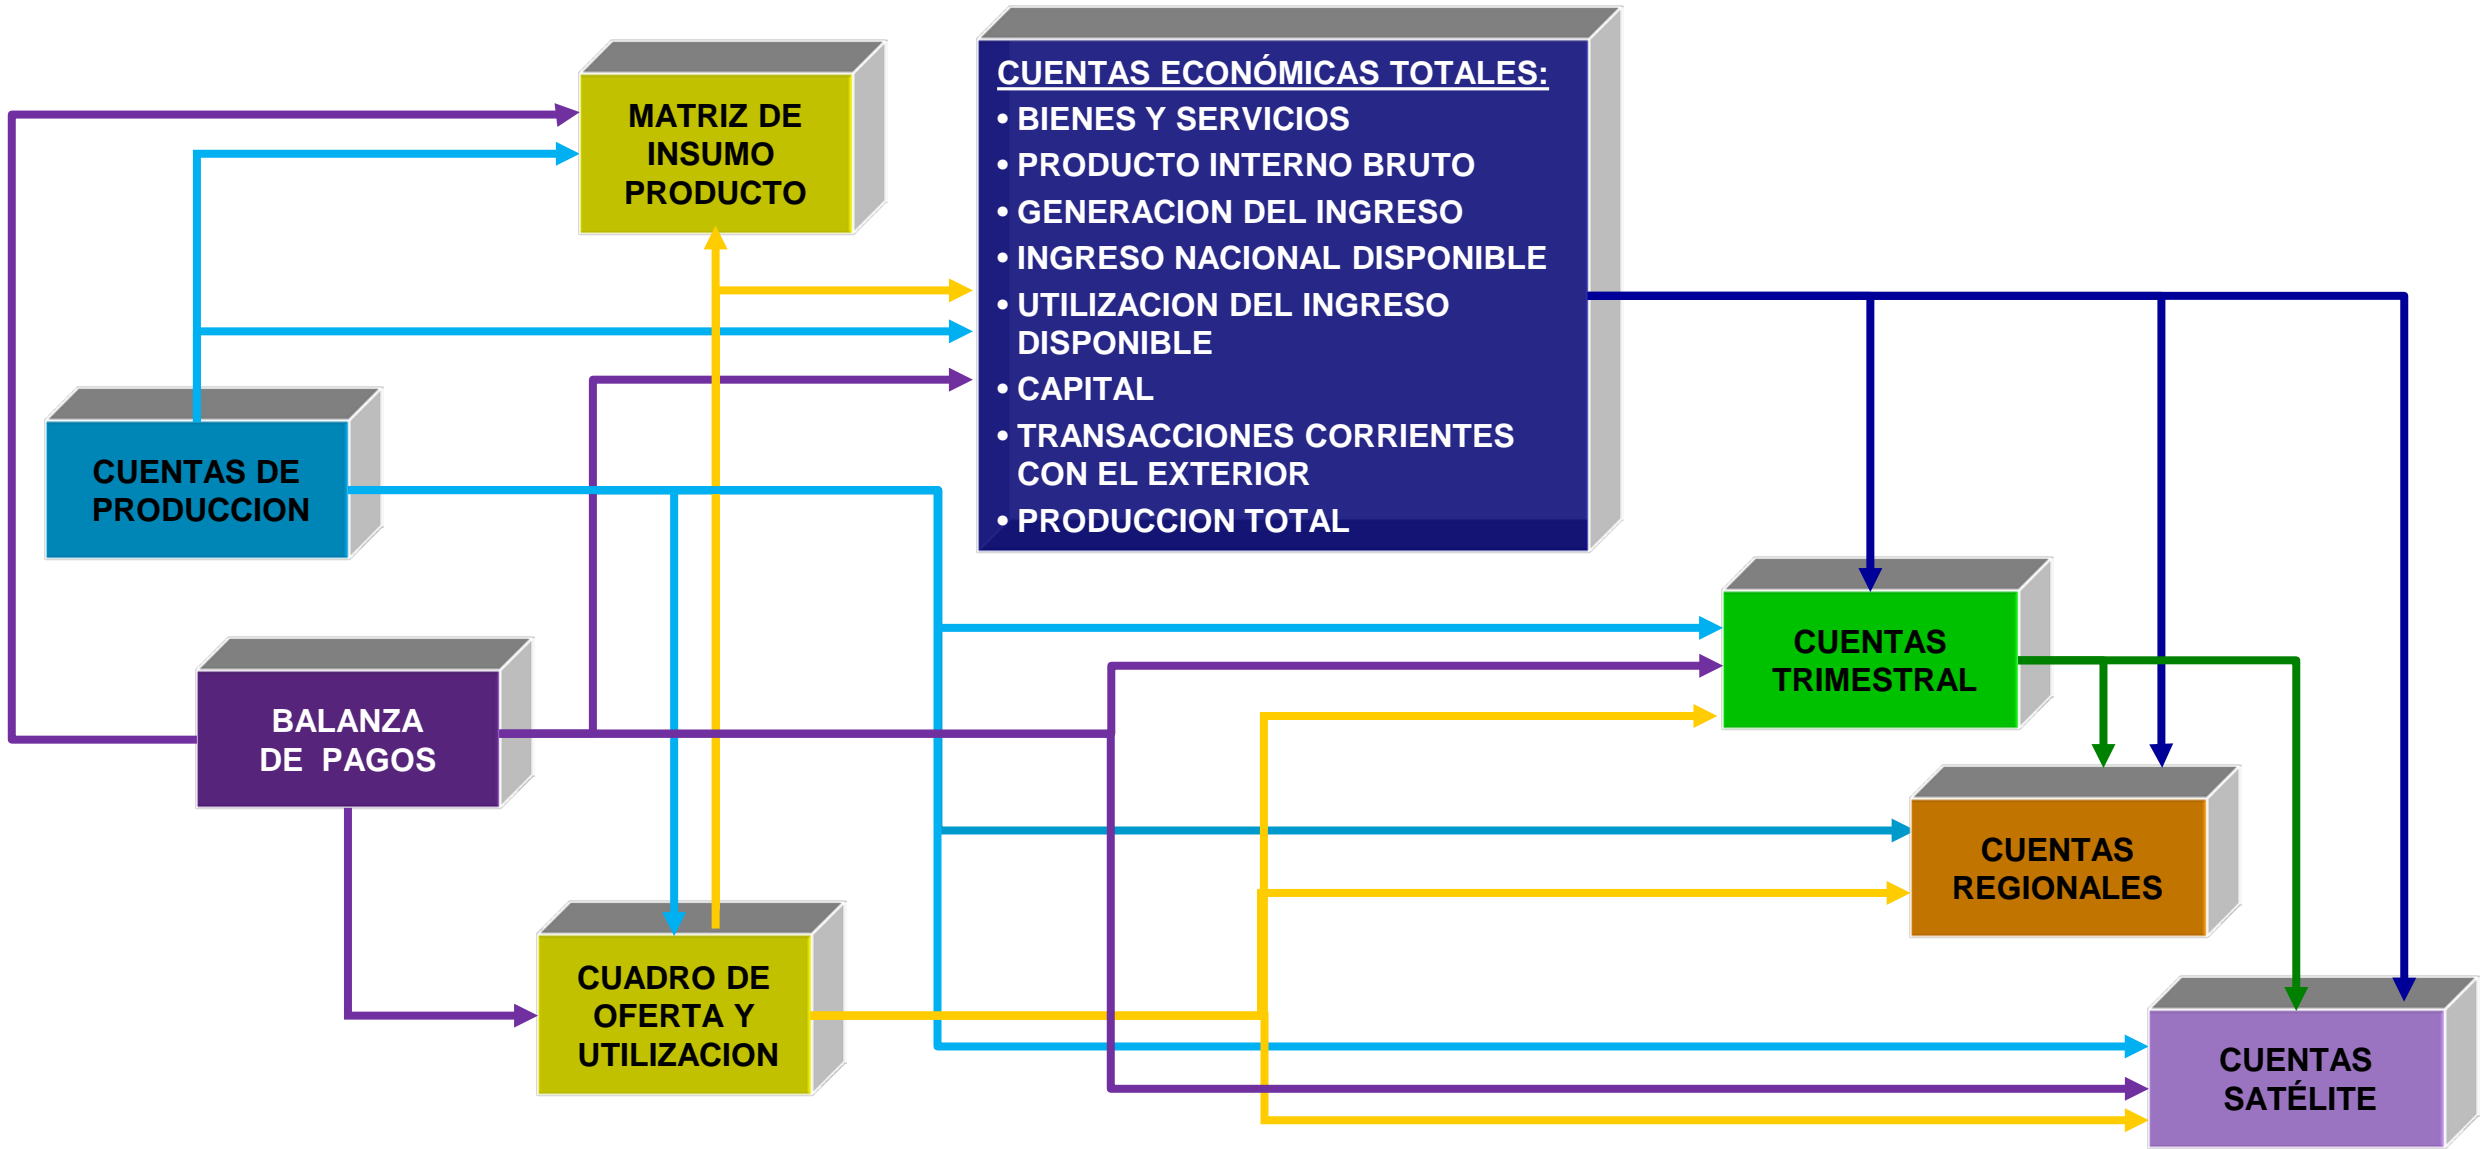 MATRIZ DE
INSUMO
PRODUCTO
CUENTAS ECONÓMICAS TOTALES:
• BIENES Y SERVICIOS
• PRODUCTO INTERNO BRUTO
• GENERACION DEL INGRESO
• INGRESO NACIONAL DISPONIBLE
• UTILIZACION DEL INGRESO
DISPONIBLE
• CAPITAL
• TRANSACCIONES CORRIENTES
CON EL EXTERIOR
• PRODUCCION TOTAL
CUENTAS DE
PRODUCCION
BALANZA
DE PAGOS
CUENTAS
TRIMESTRAL
CUENTAS
REGIONALES
CUADRO DE
OFERTA Y
UTILIZACION
CUENTAS
SATÉLITE